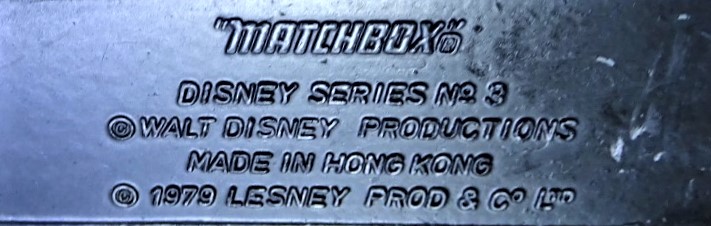 "MATCHBOX"®
DISNEY SERIES Nº 3
© WALT DISNEY PRODUCTIONS
MADE IN HONG KONG
© 1979 LESNEY PROD & Cº LTD